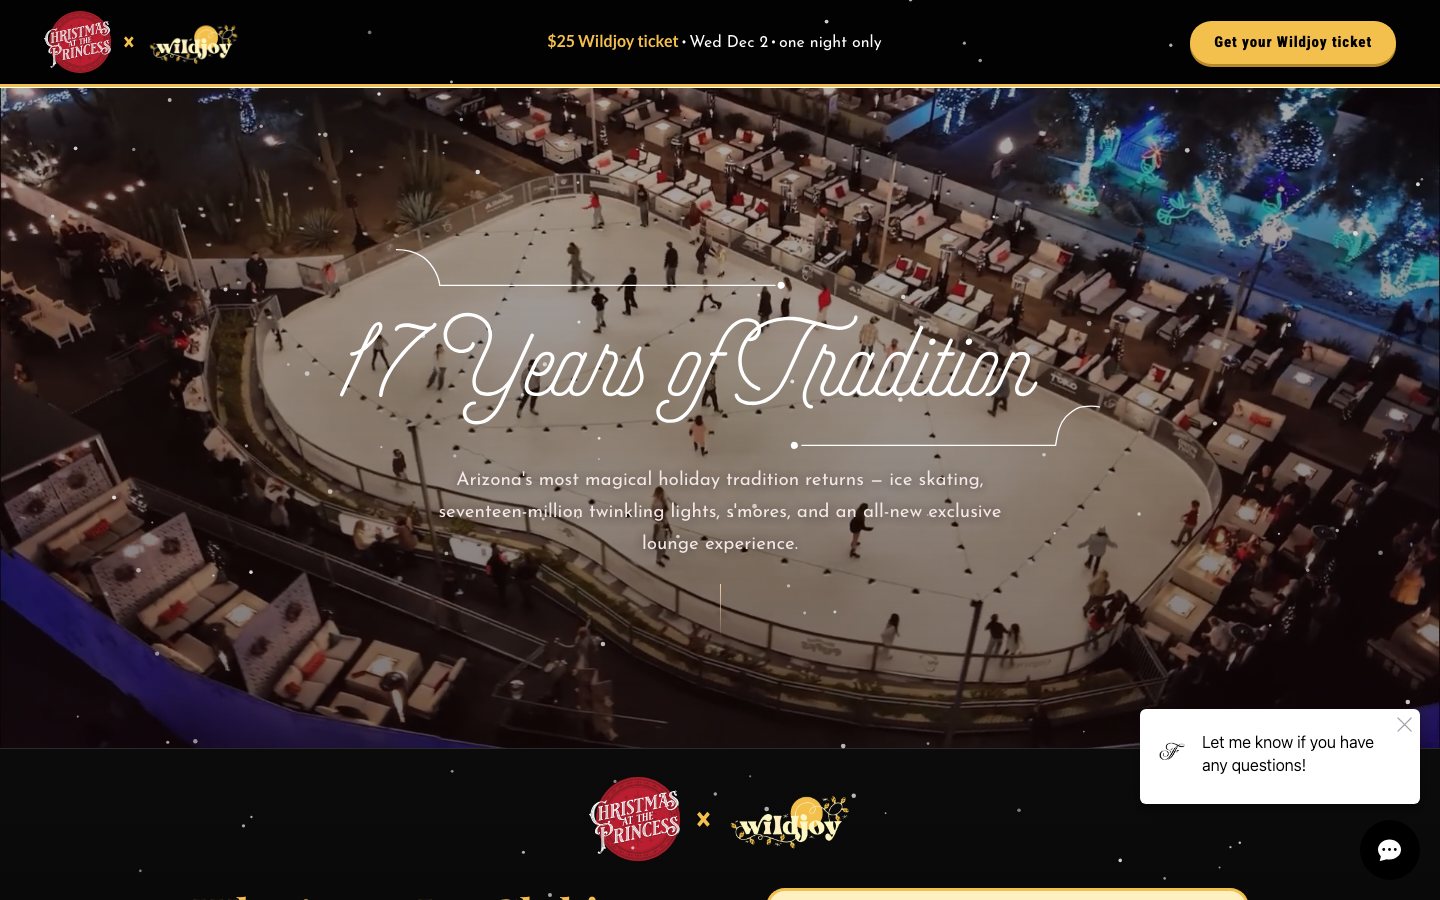 CHRISTMAS
AT THE
PRINCESS
x
wildjoy
$25 Wildjoy ticket • Wed Dec 2 • one night only
Get your Wildjoy ticket
17 Years of Tradition
Arizona's most magical holiday tradition returns — ice skating,
seventeen-million twinkling lights, s'mores, and an all-new exclusive
lounge experience.
Let me know if you have
any questions!
CHRISTMAS
AT THE
PRINCESS
x
wildjoy